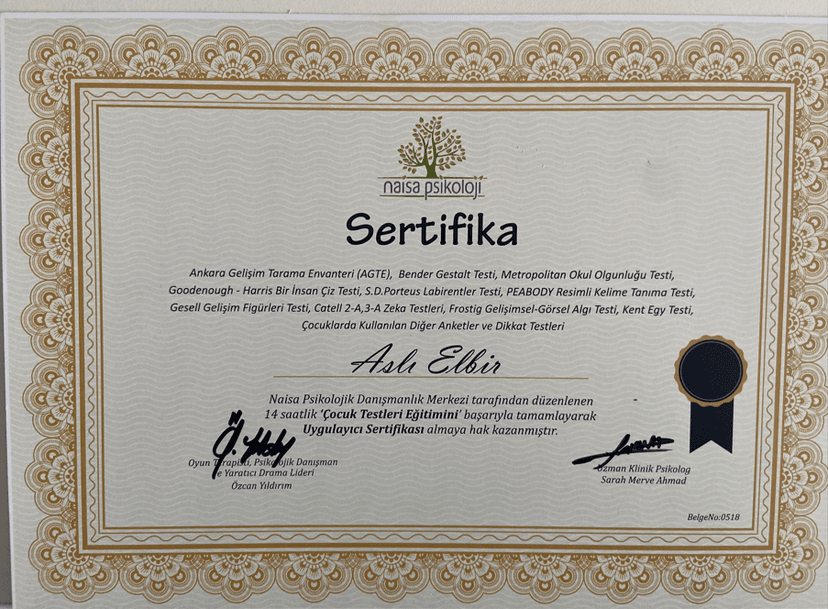 naisa psikoloji
Sertifika
Ankara Gelişim Tarama Envanteri (AGTE), Bender Gestalt Testi, Metropolitan Okul Olgunluğu Testi,
Goodenough - Harris Bir İnsan Çiz Testi, S.D.Porteus Labirentler Testi, PEABODY Resimli Kelime Tanıma Testi,
Gesell Gelişim Figürleri Testi, Catell 2-A,3-A Zeka Testleri, Frostig Gelişimsel-Görsel Algı Testi, Kent Egy Testi,
Çocuklarda Kullanılan Diğer Anketler ve Dikkat Testleri
Aslı Elbir
Naisa Psikolojik Danışmanlık Merkezi tarafından düzenlenen
14 saatlik 'Çocuk Testleri Eğitimini' başarıyla tamamlayarak
Uygulayıcı Sertifikası almaya hak kazanmıştır.
Oyun Terapisti, Psikolojik Danışman
ve Yaratıcı Drama Lideri
Özcan Yıldırım
Uzman Klinik Psikolog
Sarah Merve Ahmad
BelgeNo:0518